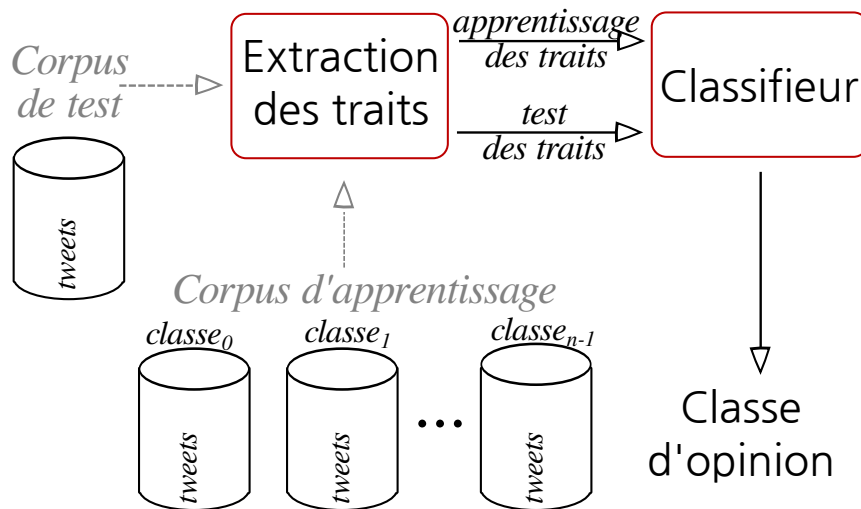 apprentissage
des traits
Extraction
des traits
Classifieur
Corpus
de test
test
des traits
tweets
Corpus d'apprentissage
classe0
classe1
classen-1
tweets
tweets
...
tweets
Classe
d'opinion